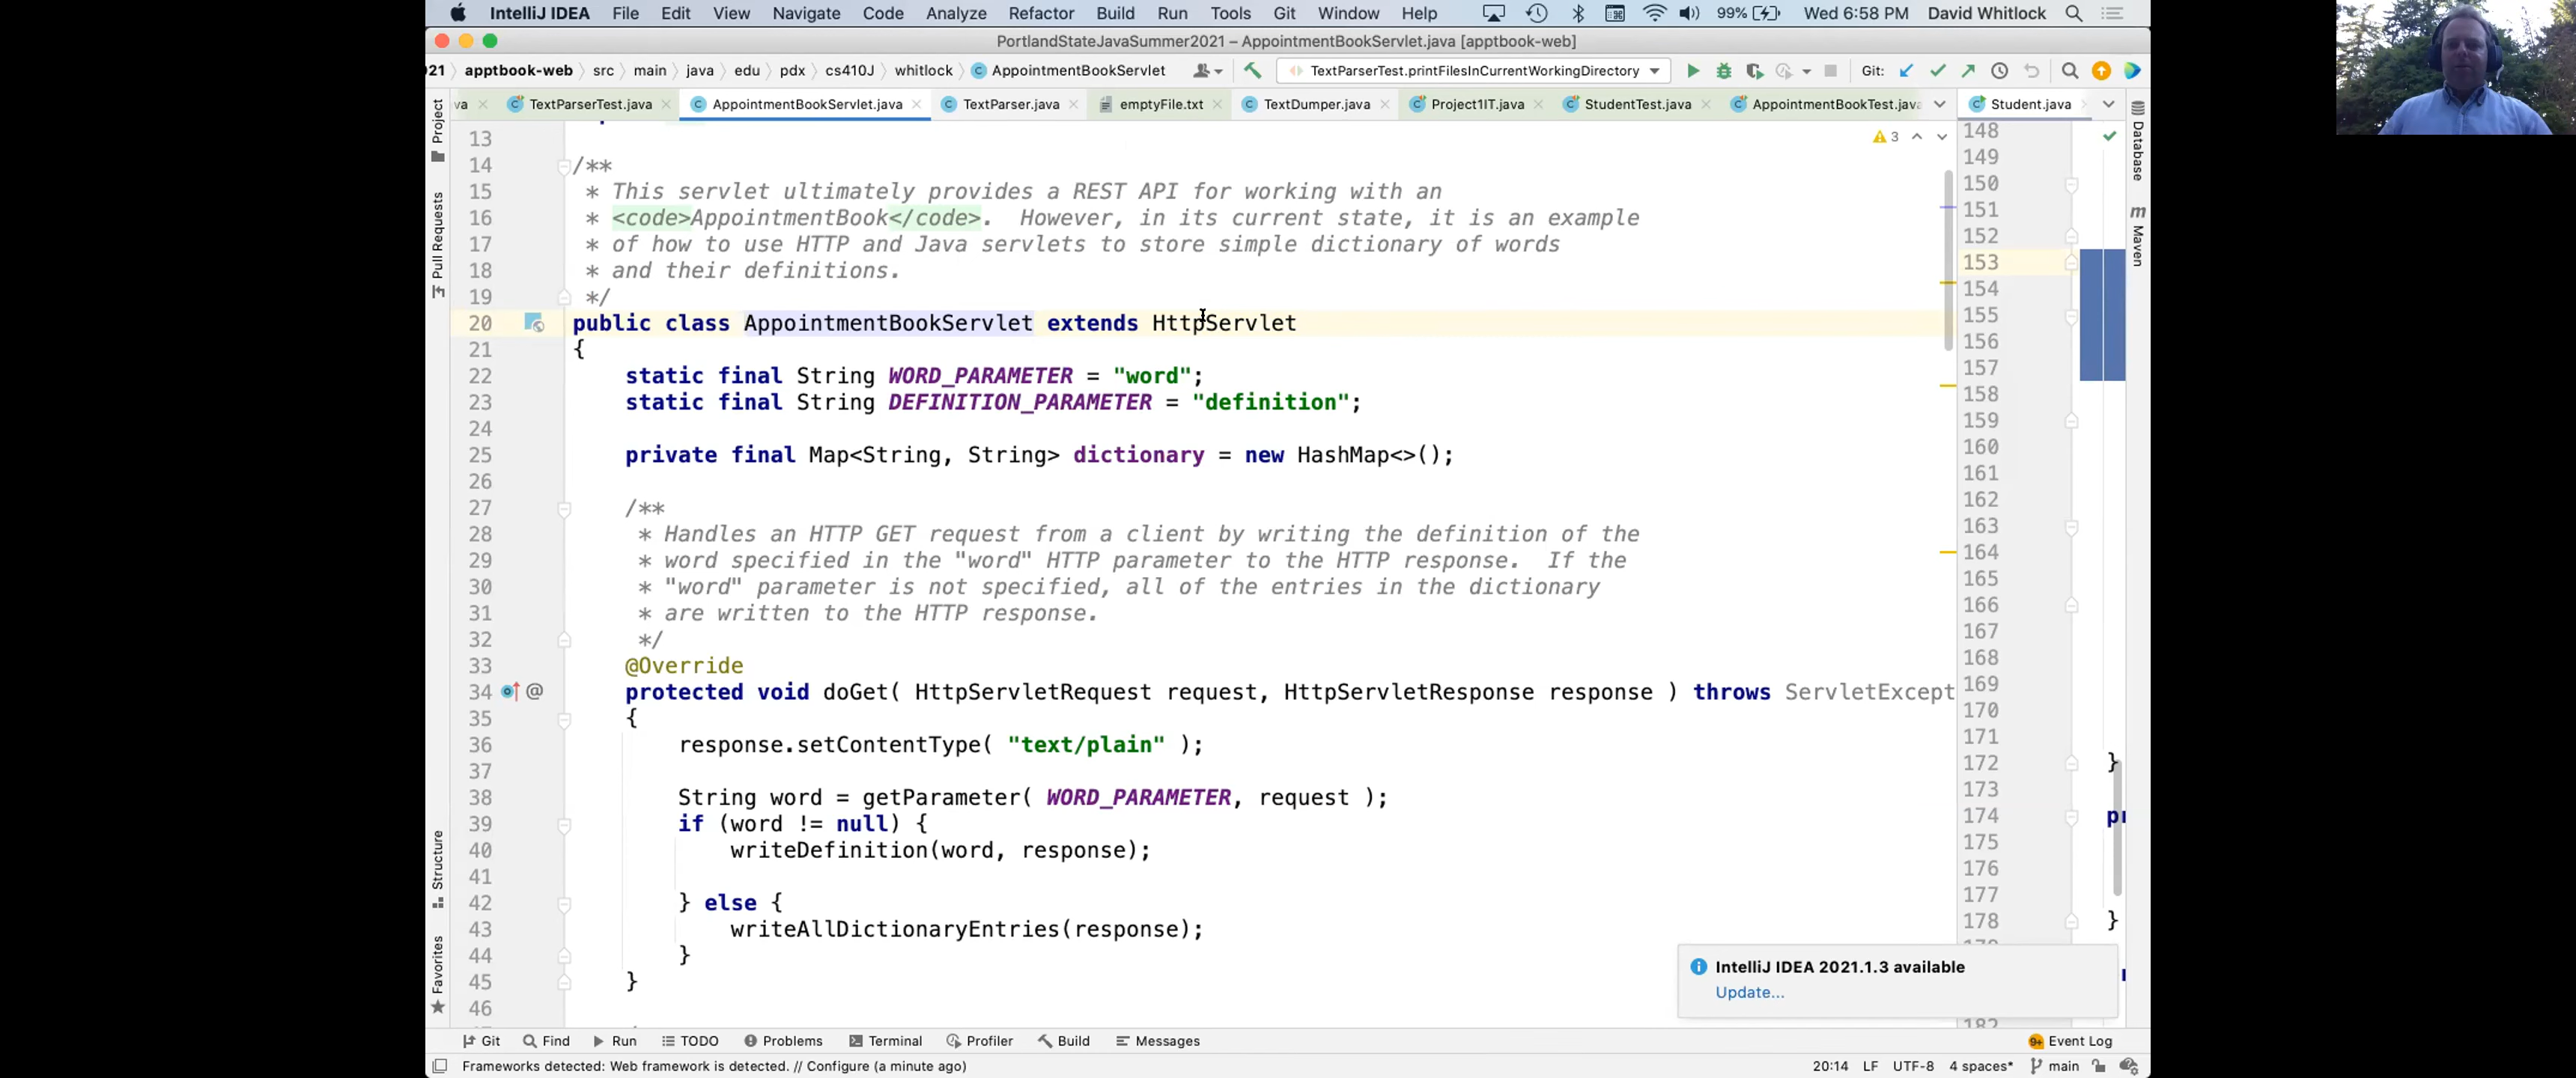 IntelliJ IDEA File Edit View Navigate Code Analyze Refactor Build Run Tools Git Window Help 99% Wed 6:58 PM David Whitlock
PortlandStateJavaSummer2021 – AppointmentBookServlet.java [apptbook-web]
21 apptbook-web src main java edu pdx cs410J whitlock AppointmentBookServlet TextParserTest.printFilesInCurrentWorkingDirectory Git:
va TextParserTest.java AppointmentBookServlet.java TextParser.java emptyFile.txt TextDumper.java Project1IT.java StudentTest.java AppointmentBookTest.java Student.java
Project
Pull Requests
Structure
Favorites
Database
m Maven
3
13
14 /**
15 * This servlet ultimately provides a REST API for working with an
16 * <code>AppointmentBook</code>.  However, in its current state, it is an example
17 * of how to use HTTP and Java servlets to store simple dictionary of words
18 * and their definitions.
19 */
20 public class AppointmentBookServlet extends HttpServlet
21 {
22 static final String WORD_PARAMETER = "word";
23 static final String DEFINITION_PARAMETER = "definition";
24
25 private final Map<String, String> dictionary = new HashMap<>();
26
27 /**
28 * Handles an HTTP GET request from a client by writing the definition of the
29 * word specified in the "word" HTTP parameter to the HTTP response.  If the
30 * "word" parameter is not specified, all of the entries in the dictionary
31 * are written to the HTTP response.
32 */
33 @Override
34 @ protected void doGet( HttpServletRequest request, HttpServletResponse response ) throws ServletExcept
35 {
36 response.setContentType( "text/plain" );
37
38 String word = getParameter( WORD_PARAMETER, request );
39 if (word != null) {
40 writeDefinition(word, response);
41
42 } else {
43 writeAllDictionaryEntries(response);
44 }
45 }
46
148
149
150
151
152
153
154
155
156
157
158
159
160
161
162
163
164
165
166
167
168
169
170
171
172 }
173
174 pr
175
176
177
178 }
182
IntelliJ IDEA 2021.1.3 available
Update...
Git Find Run TODO Problems Terminal Profiler Build Messages 9+ Event Log
Frameworks detected: Web framework is detected. // Configure (a minute ago) 20:14 LF UTF-8 4 spaces* main